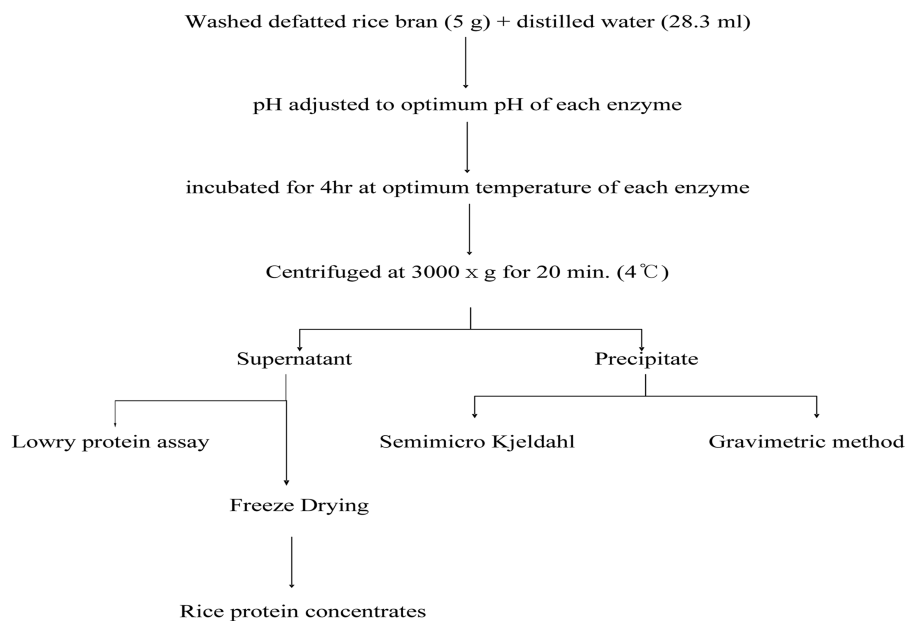 Washed defatted rice bran (5 g) + distilled water (28.3 ml)
pH adjusted to optimum pH of each enzyme
incubated for 4hr at optimum temperature of each enzyme
Centrifuged at 3000 x g for 20 min. (4℃)
Supernatant
Precipitate
Lowry protein assay
Semimicro Kjeldahl
Gravimetric method
Freeze Drying
Rice protein concentrates